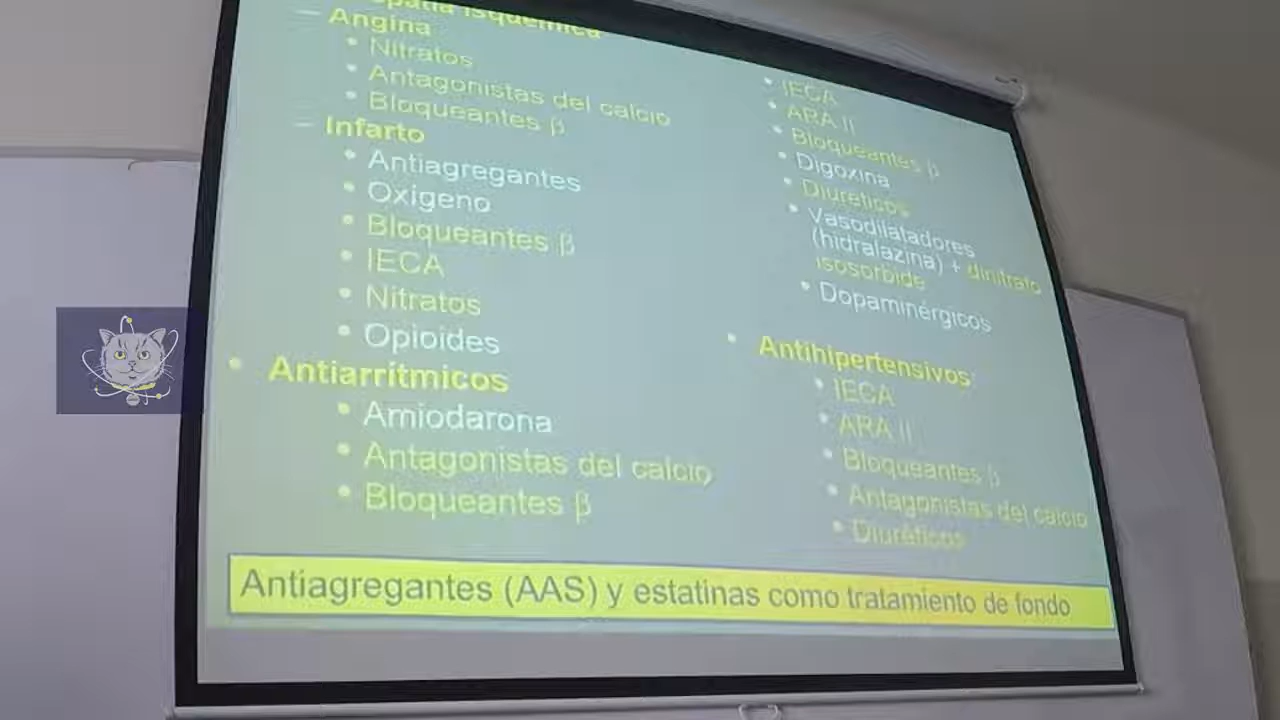 isquémica
– Angina
• Nitratos
• Antagonistas del calcio
• Bloqueantes β
– Infarto
• Antiagregantes
• Oxígeno
• Bloqueantes β
• IECA
• Nitratos
• Opioides
• Antiarrítmicos
• Amiodarona
• Antagonistas del calcio
• Bloqueantes β
• IECA
• ARA II
• Bloqueantes β
• Digoxina
• Diuréticos
• Vasodilatadores
(hidralazina) + dinitrato
isosorbide
• Dopaminérgicos
• Antihipertensivos
• IECA
• ARA II
• Bloqueantes β
• Antagonistas del calcio
• Diuréticos
Antiagregantes (AAS) y estatinas como tratamiento de fondo